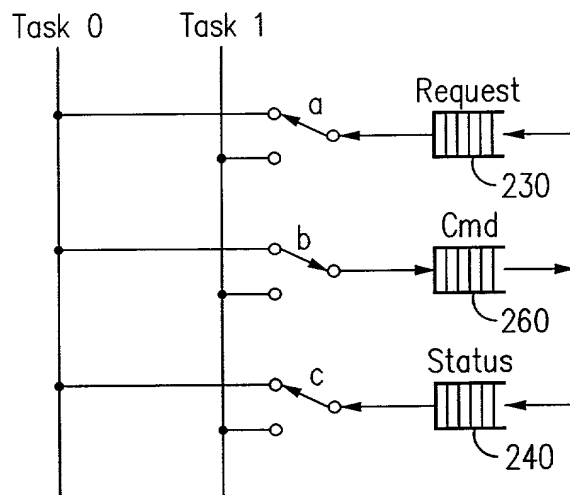 Task 0 Task 1
a Request
230
b Cmd
260
c Status
240